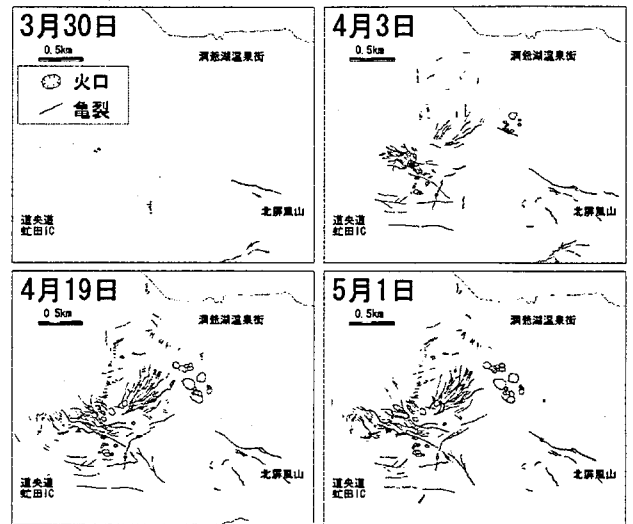 3月30日
0.5km
洞爺湖温泉街
火口
亀裂
北屏風山
道央道
虻田IC
4月3日
0.5km
洞爺湖温泉街
北屏風山
道央道
虻田IC
4月19日
0.5km
洞爺湖温泉街
北屏風山
道央道
虻田IC
5月1日
0.5km
洞爺湖温泉街
北屏風山
道央道
虻田IC